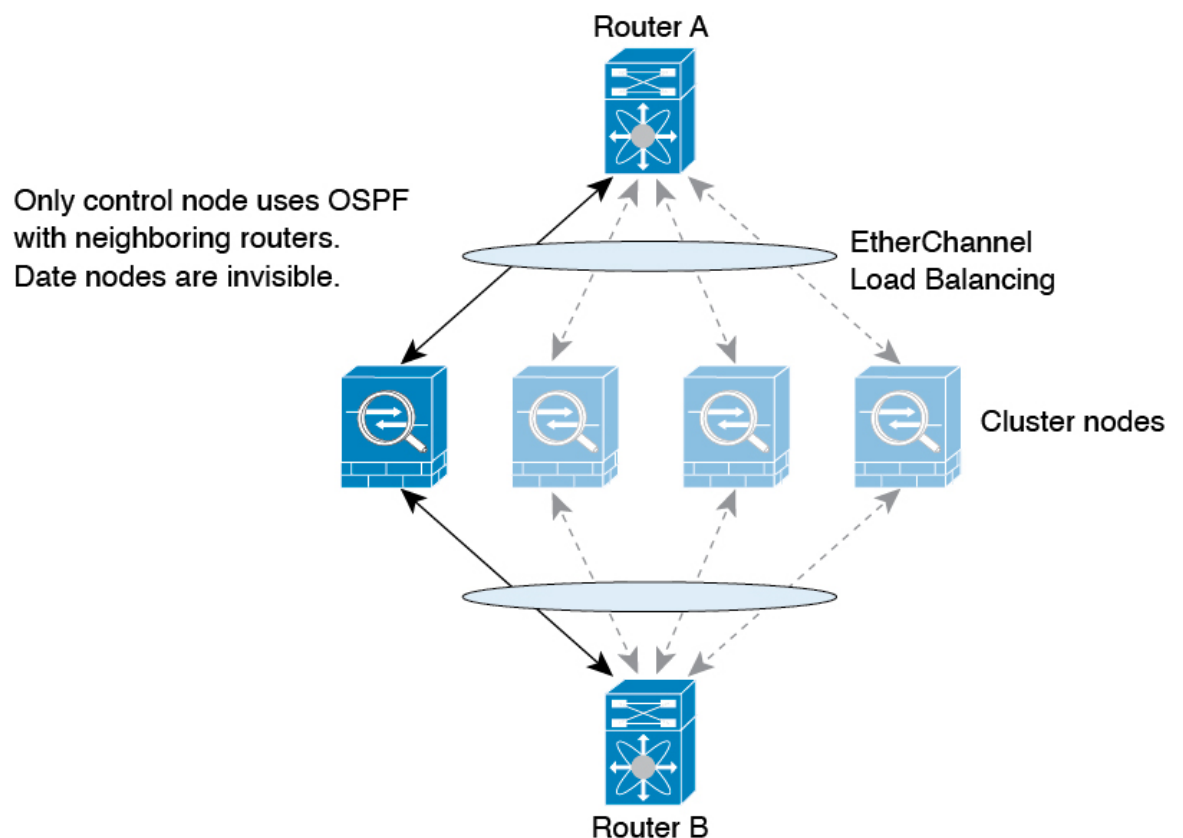 Router A
Only control node uses OSPF
with neighboring routers.
Date nodes are invisible.
EtherChannel
Load Balancing
Cluster nodes
Router B